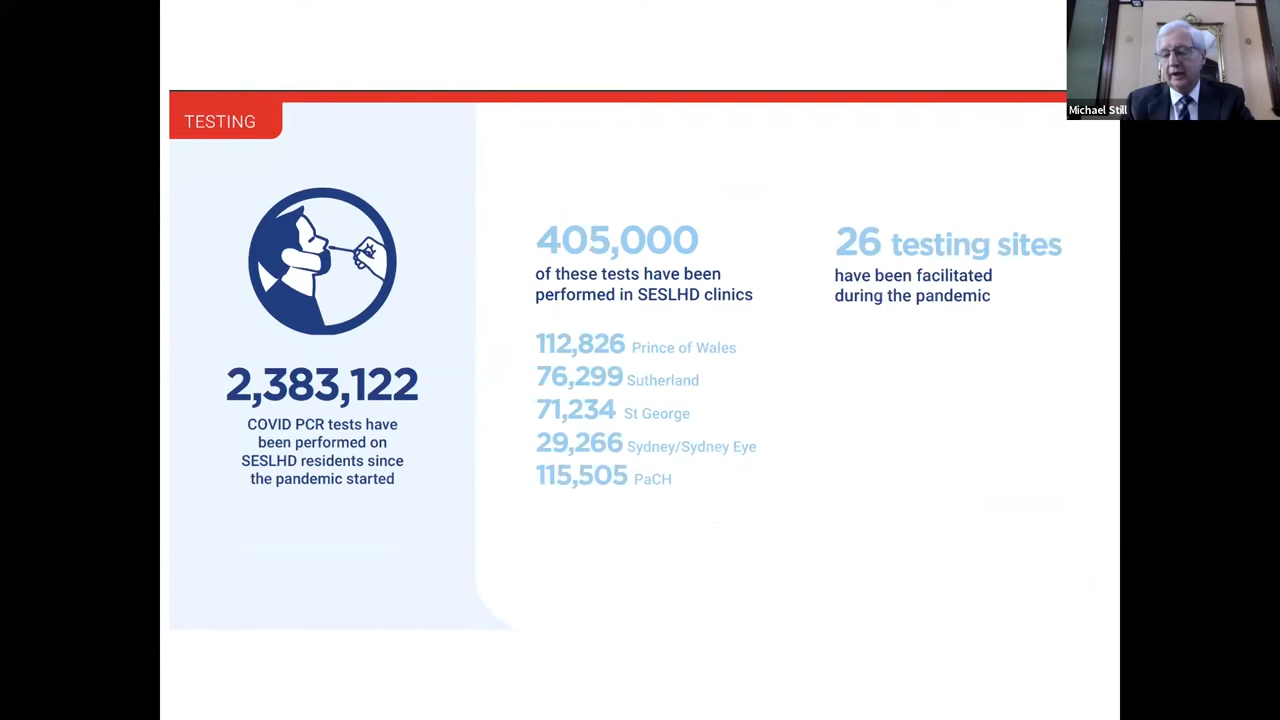 Michael Still
TESTING
2,383,122
COVID PCR tests have
been performed on
SESLHD residents since
the pandemic started
405,000
of these tests have been
performed in SESLHD clinics
112,826 Prince of Wales
76,299 Sutherland
71,234 St George
29,266 Sydney/Sydney Eye
115,505 PaCH
26 testing sites
have been facilitated
during the pandemic